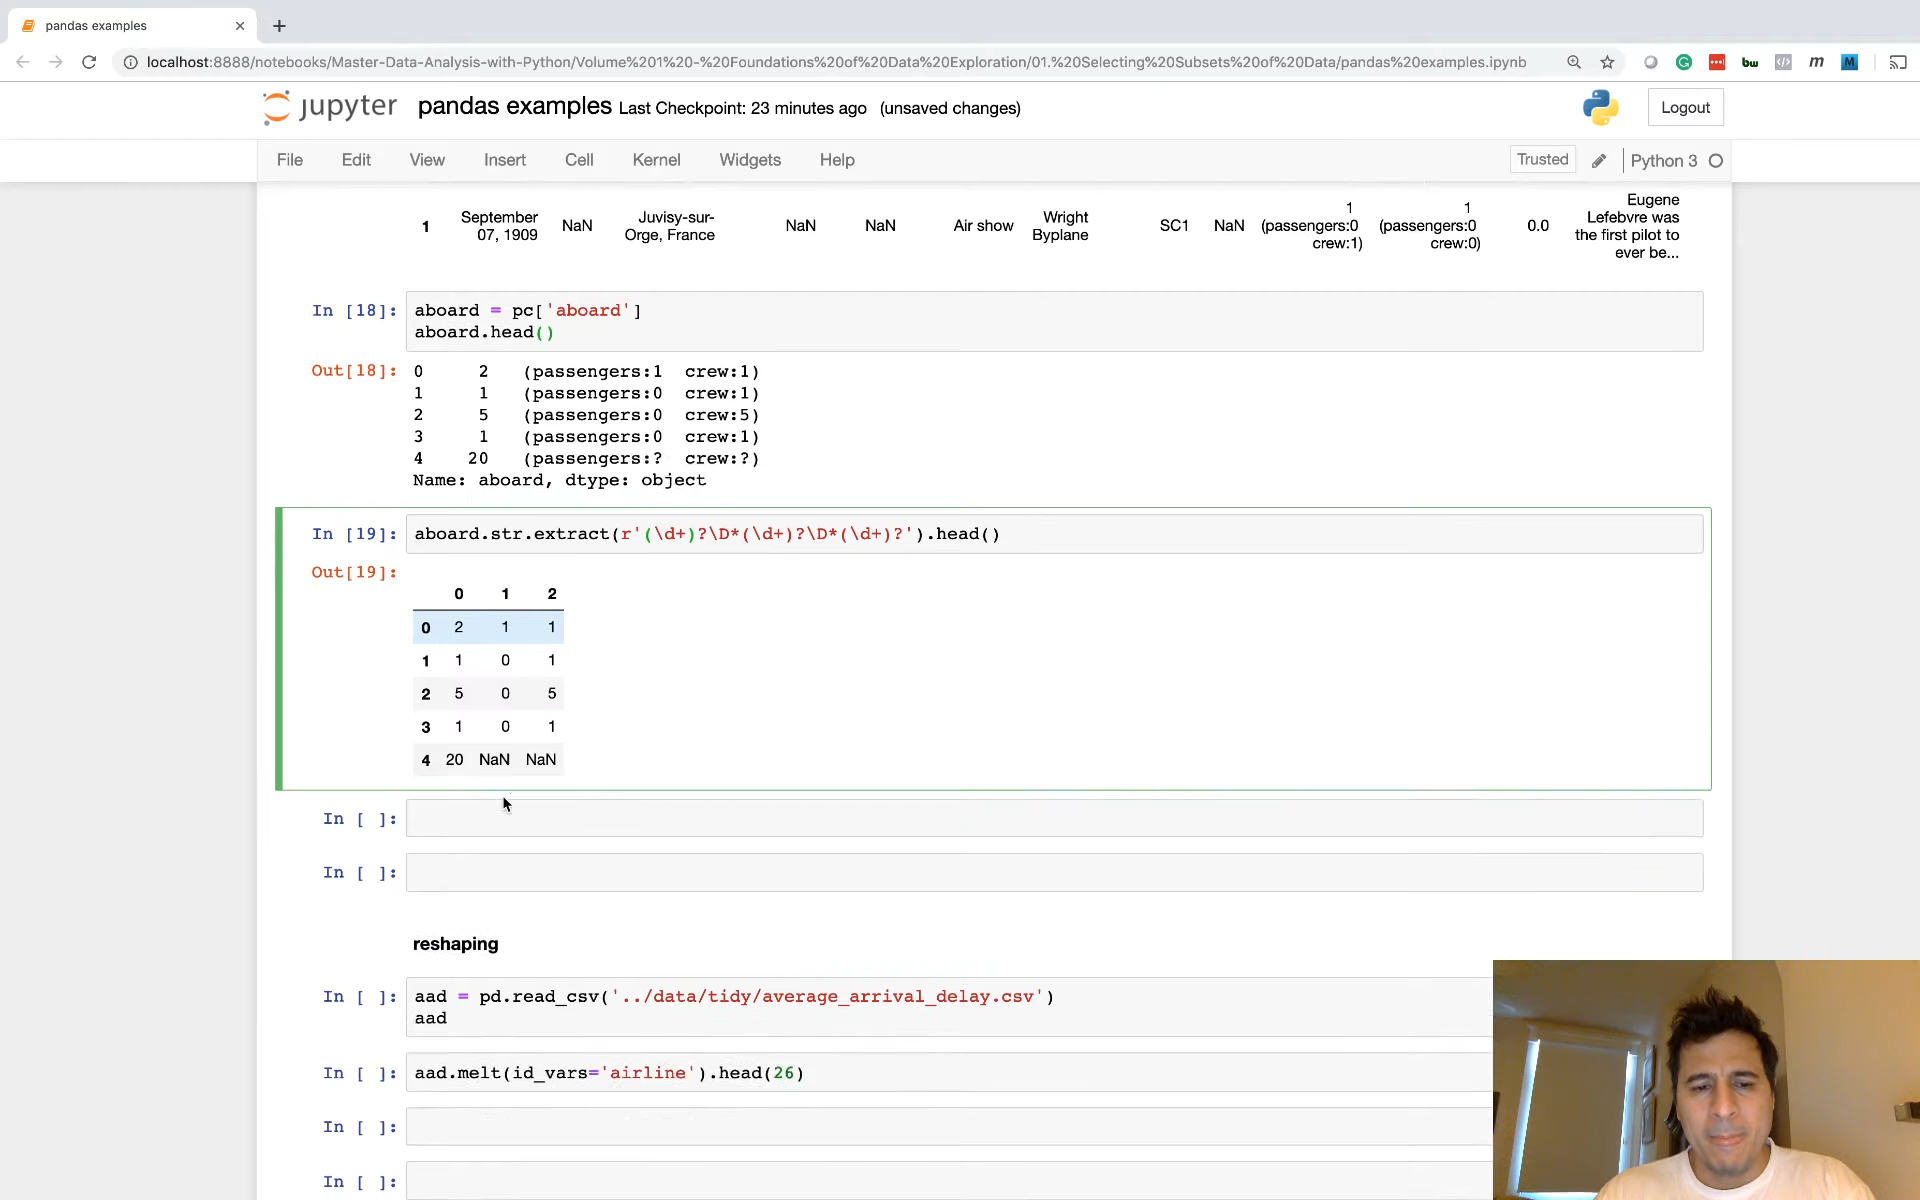 pandas examples
localhost:8888/notebooks/Master-Data-Analysis-with-Python/Volume%201%20-%20Foundations%20of%20Data%20Exploration/01.%20Selecting%20Subsets%20of%20Data/pandas%20examples.ipynb
bw
m
M
jupyter pandas examples Last Checkpoint: 23 minutes ago (unsaved changes)
Logout
File Edit View Insert Cell Kernel Widgets Help
Trusted Python 3
1 September 07, 1909 NaN Juvisy-sur-Orge, France NaN NaN Air show Wright Byplane SC1 NaN 1 (passengers:0 crew:1) 1 (passengers:0 crew:0) 0.0 Eugene Lefebvre was the first pilot to ever be...
In [18]: aboard = pc['aboard']
aboard.head()
Out[18]: 0 2 (passengers:1 crew:1)
1 1 (passengers:0 crew:1)
2 5 (passengers:0 crew:5)
3 1 (passengers:0 crew:1)
4 20 (passengers:? crew:?)
Name: aboard, dtype: object
In [19]: aboard.str.extract(r'(\d+)?\D*(\d+)?\D*(\d+)?').head()
Out[19]:
0 1 2
0 2 1 1
1 1 0 1
2 5 0 5
3 1 0 1
4 20 NaN NaN
In [ ]:
In [ ]:
reshaping
In [ ]: aad = pd.read_csv('../data/tidy/average_arrival_delay.csv')
aad
In [ ]: aad.melt(id_vars='airline').head(26)
In [ ]:
In [ ]: